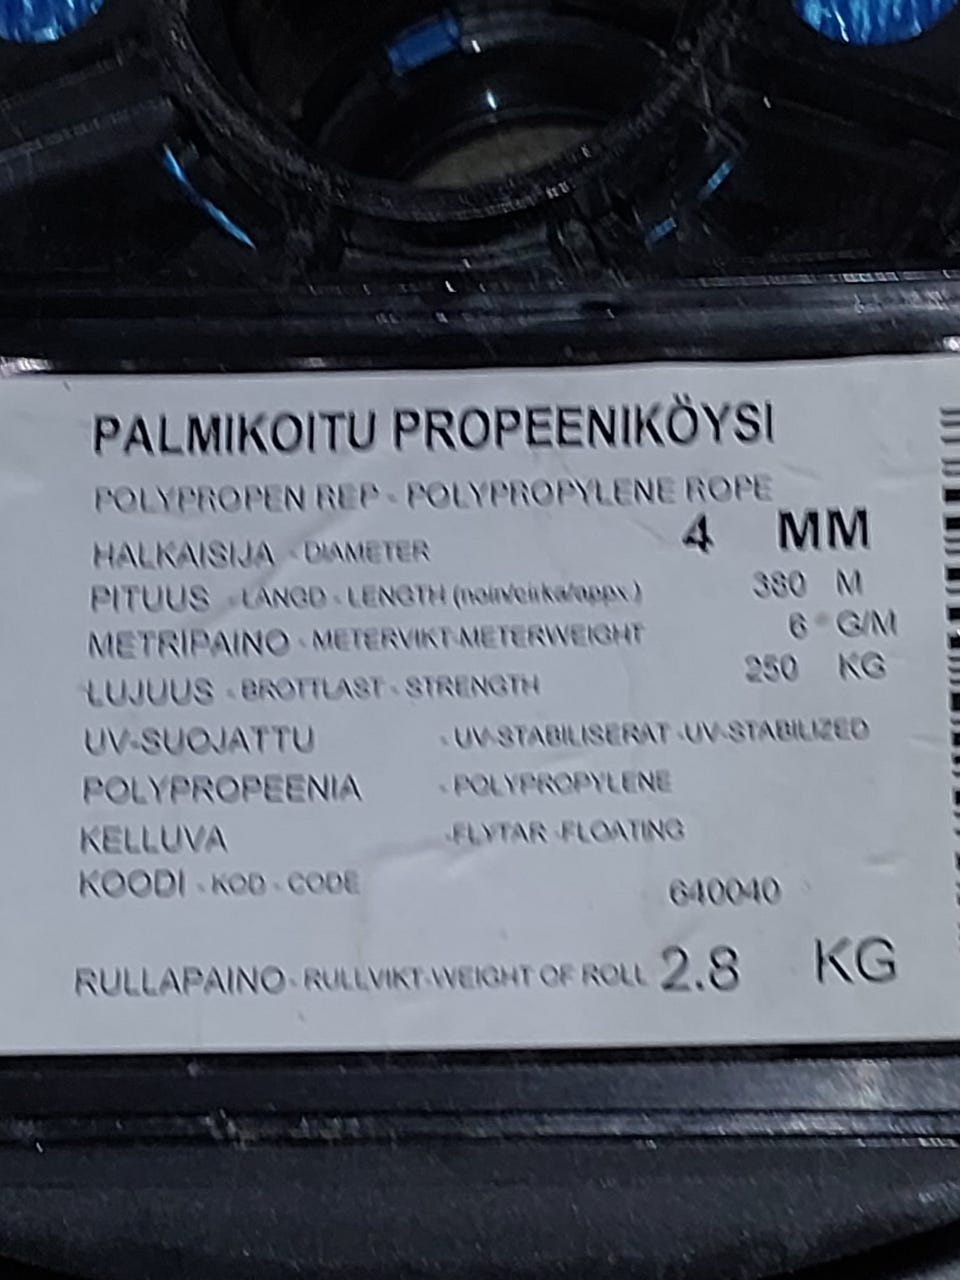 PALMIKOITU PROPEENIKÖYSI
POLYPROPEN REP - POLYPROPYLENE ROPE
HALKAISIJA - DIAMETER 4 MM
PITUUS - LANGD - LENGTH (noin/cirka/appx.) 380 M
METRIPAINO - METERVIKT-METERWEIGHT 6 G/M
LUJUUS - BROTTLAST - STRENGTH 250 KG
UV-SUOJATTU - UV-STABILISERAT -UV-STABILIZED
POLYPROPEENIA - POLYPROPYLENE
KELLUVA -FLYTAR -FLOATING
KOODI - KOD - CODE 640040
RULLAPAINO - RULLVIKT-WEIGHT OF ROLL 2.8 KG